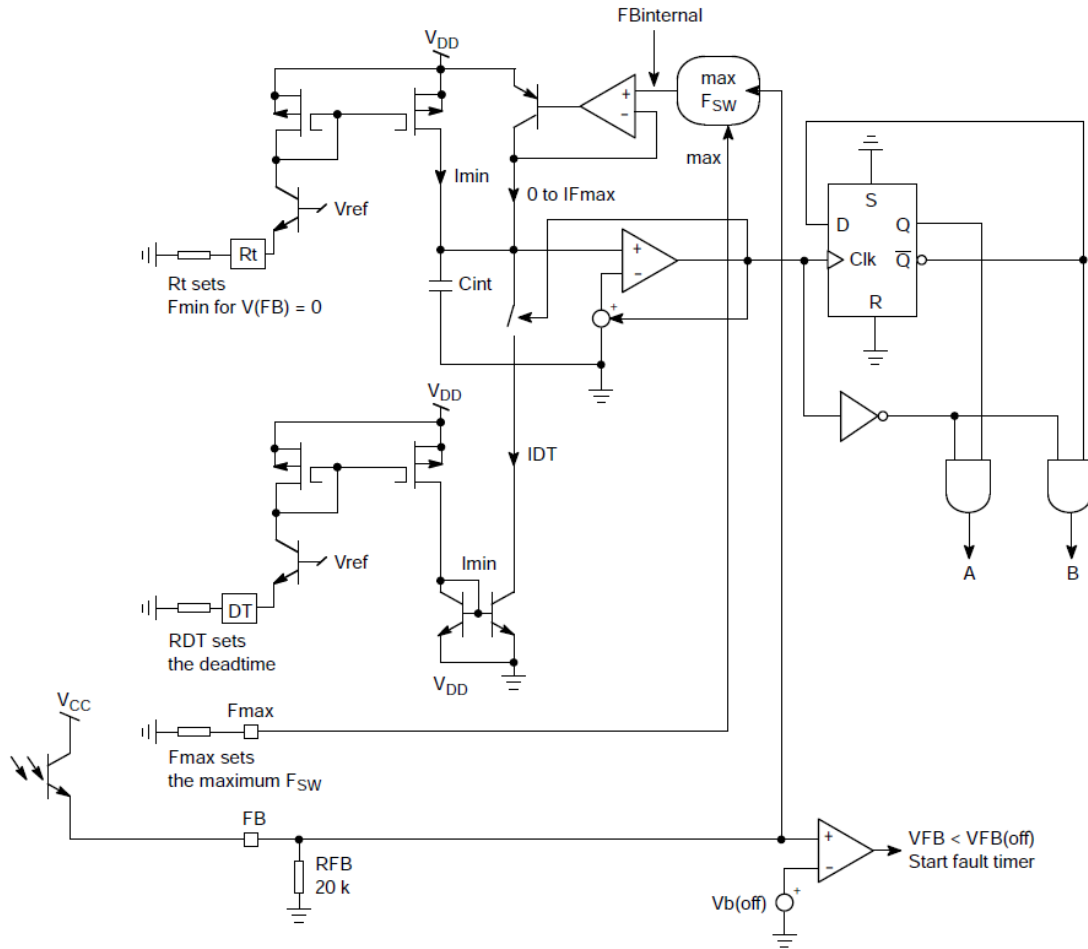 FBinternal
VDD
max
FSW
max
Imin
0 to IFmax
Vref
Rt
Rt sets
Fmin for V(FB) = 0
Cint
+
−
+
−
+
S
D
Q
Clk
Q
R
VDD
IDT
Vref
Imin
DT
RDT sets
the deadtime
VDD
A
B
VCC
Fmax
Fmax sets
the maximum FSW
FB
RFB
20 k
+
−
VFB < VFB(off)
Start fault timer
Vb(off)
+